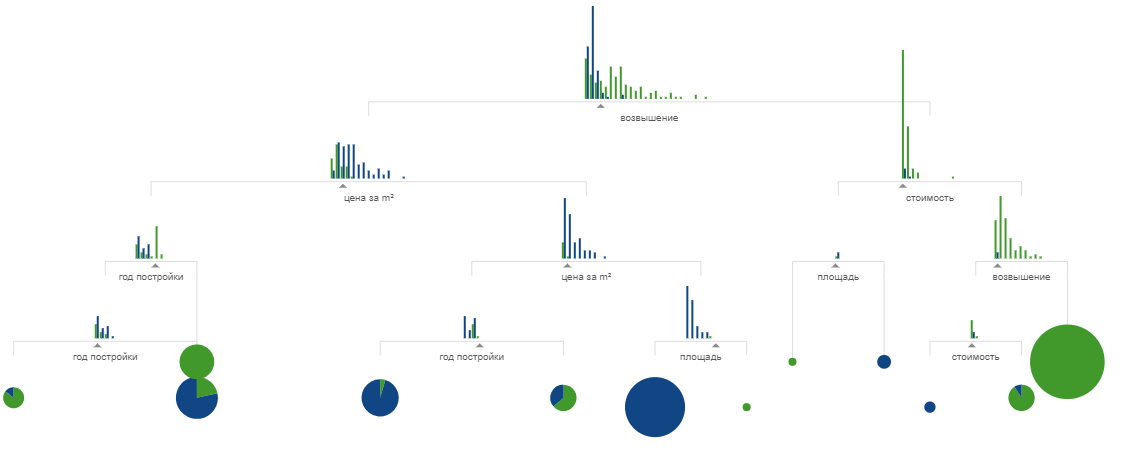 возвышение
цена за m²
стоимость
год постройки
цена за m²
площадь
возвышение
год постройки
год постройки
площадь
стоимость